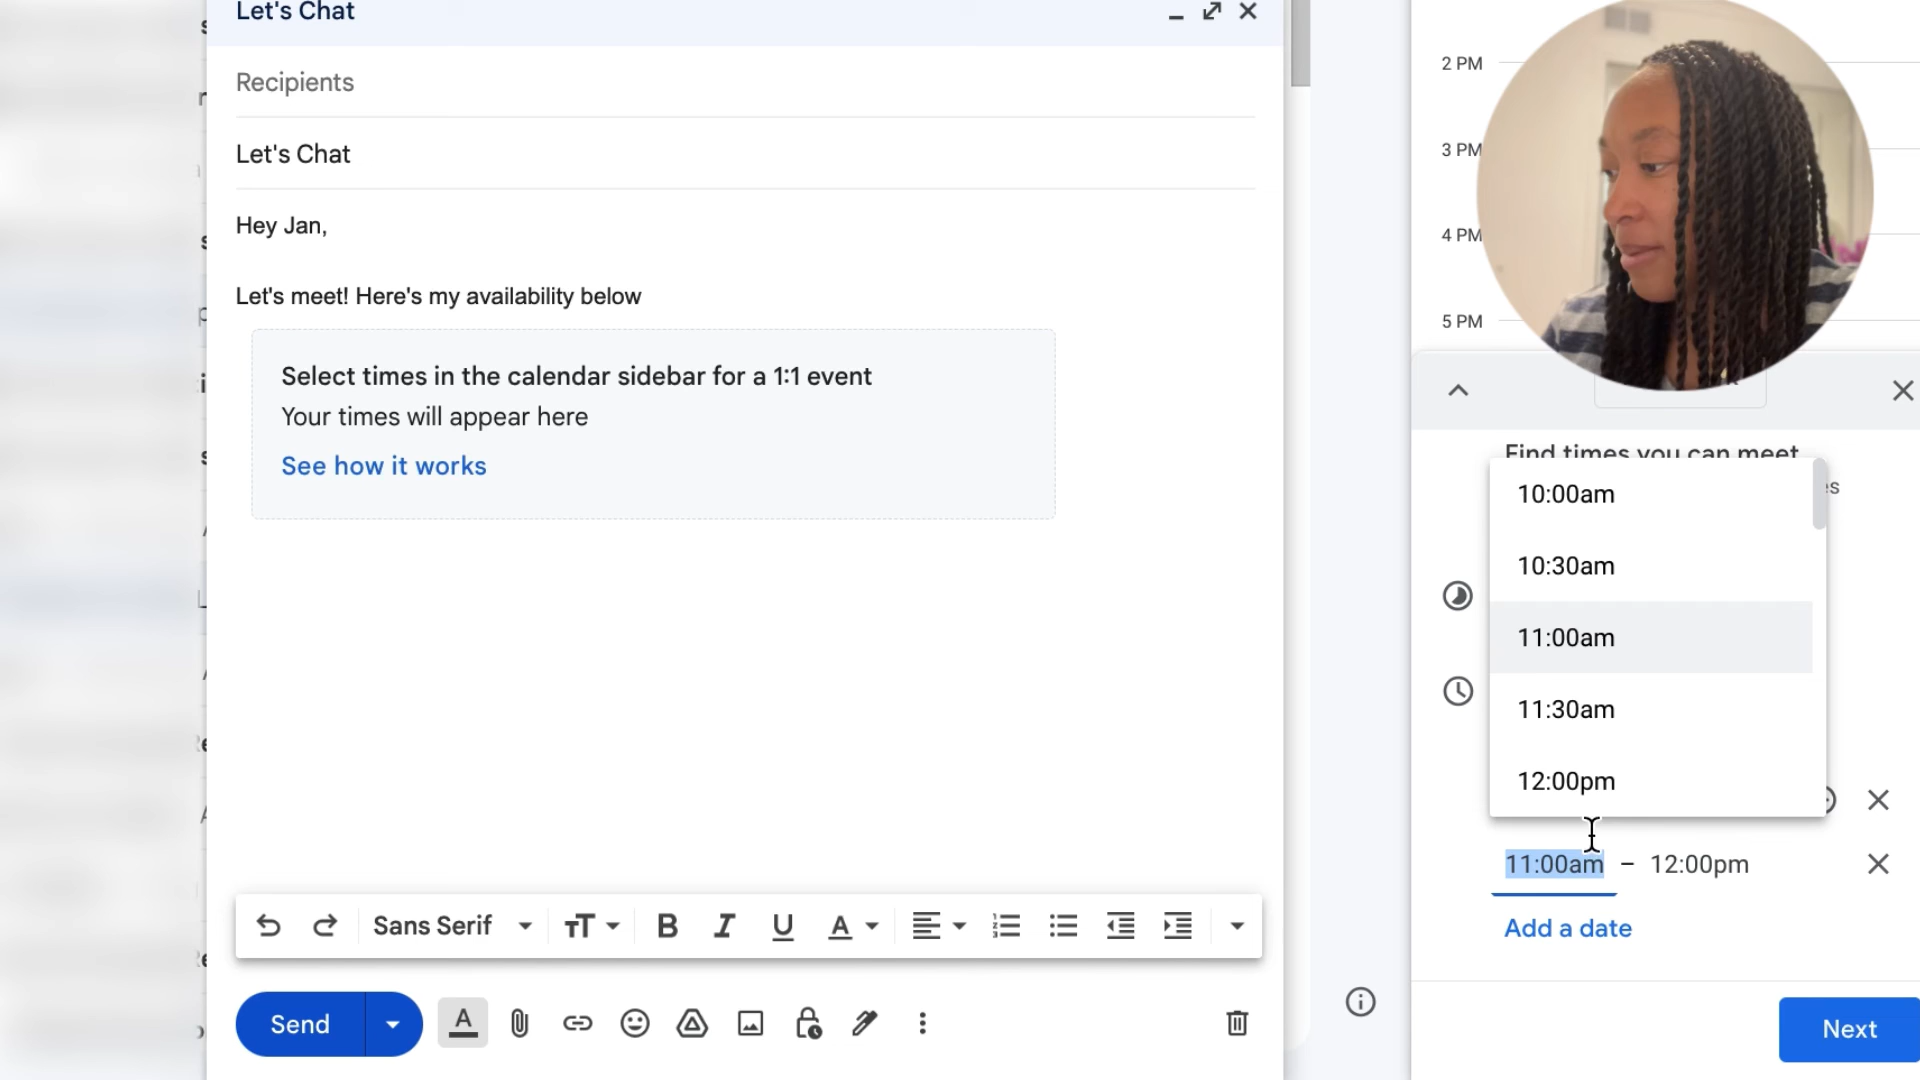 Let's Chat
Recipients
Let's Chat
Hey Jan,
Let's meet! Here's my availability below
Select times in the calendar sidebar for a 1:1 event
Your times will appear here
See how it works
Sans Serif
Send
2 PM
3 PM
4 PM
5 PM
Find times you can meet
10:00am
10:30am
11:00am
11:30am
12:00pm
11:00am – 12:00pm
Add a date
Next